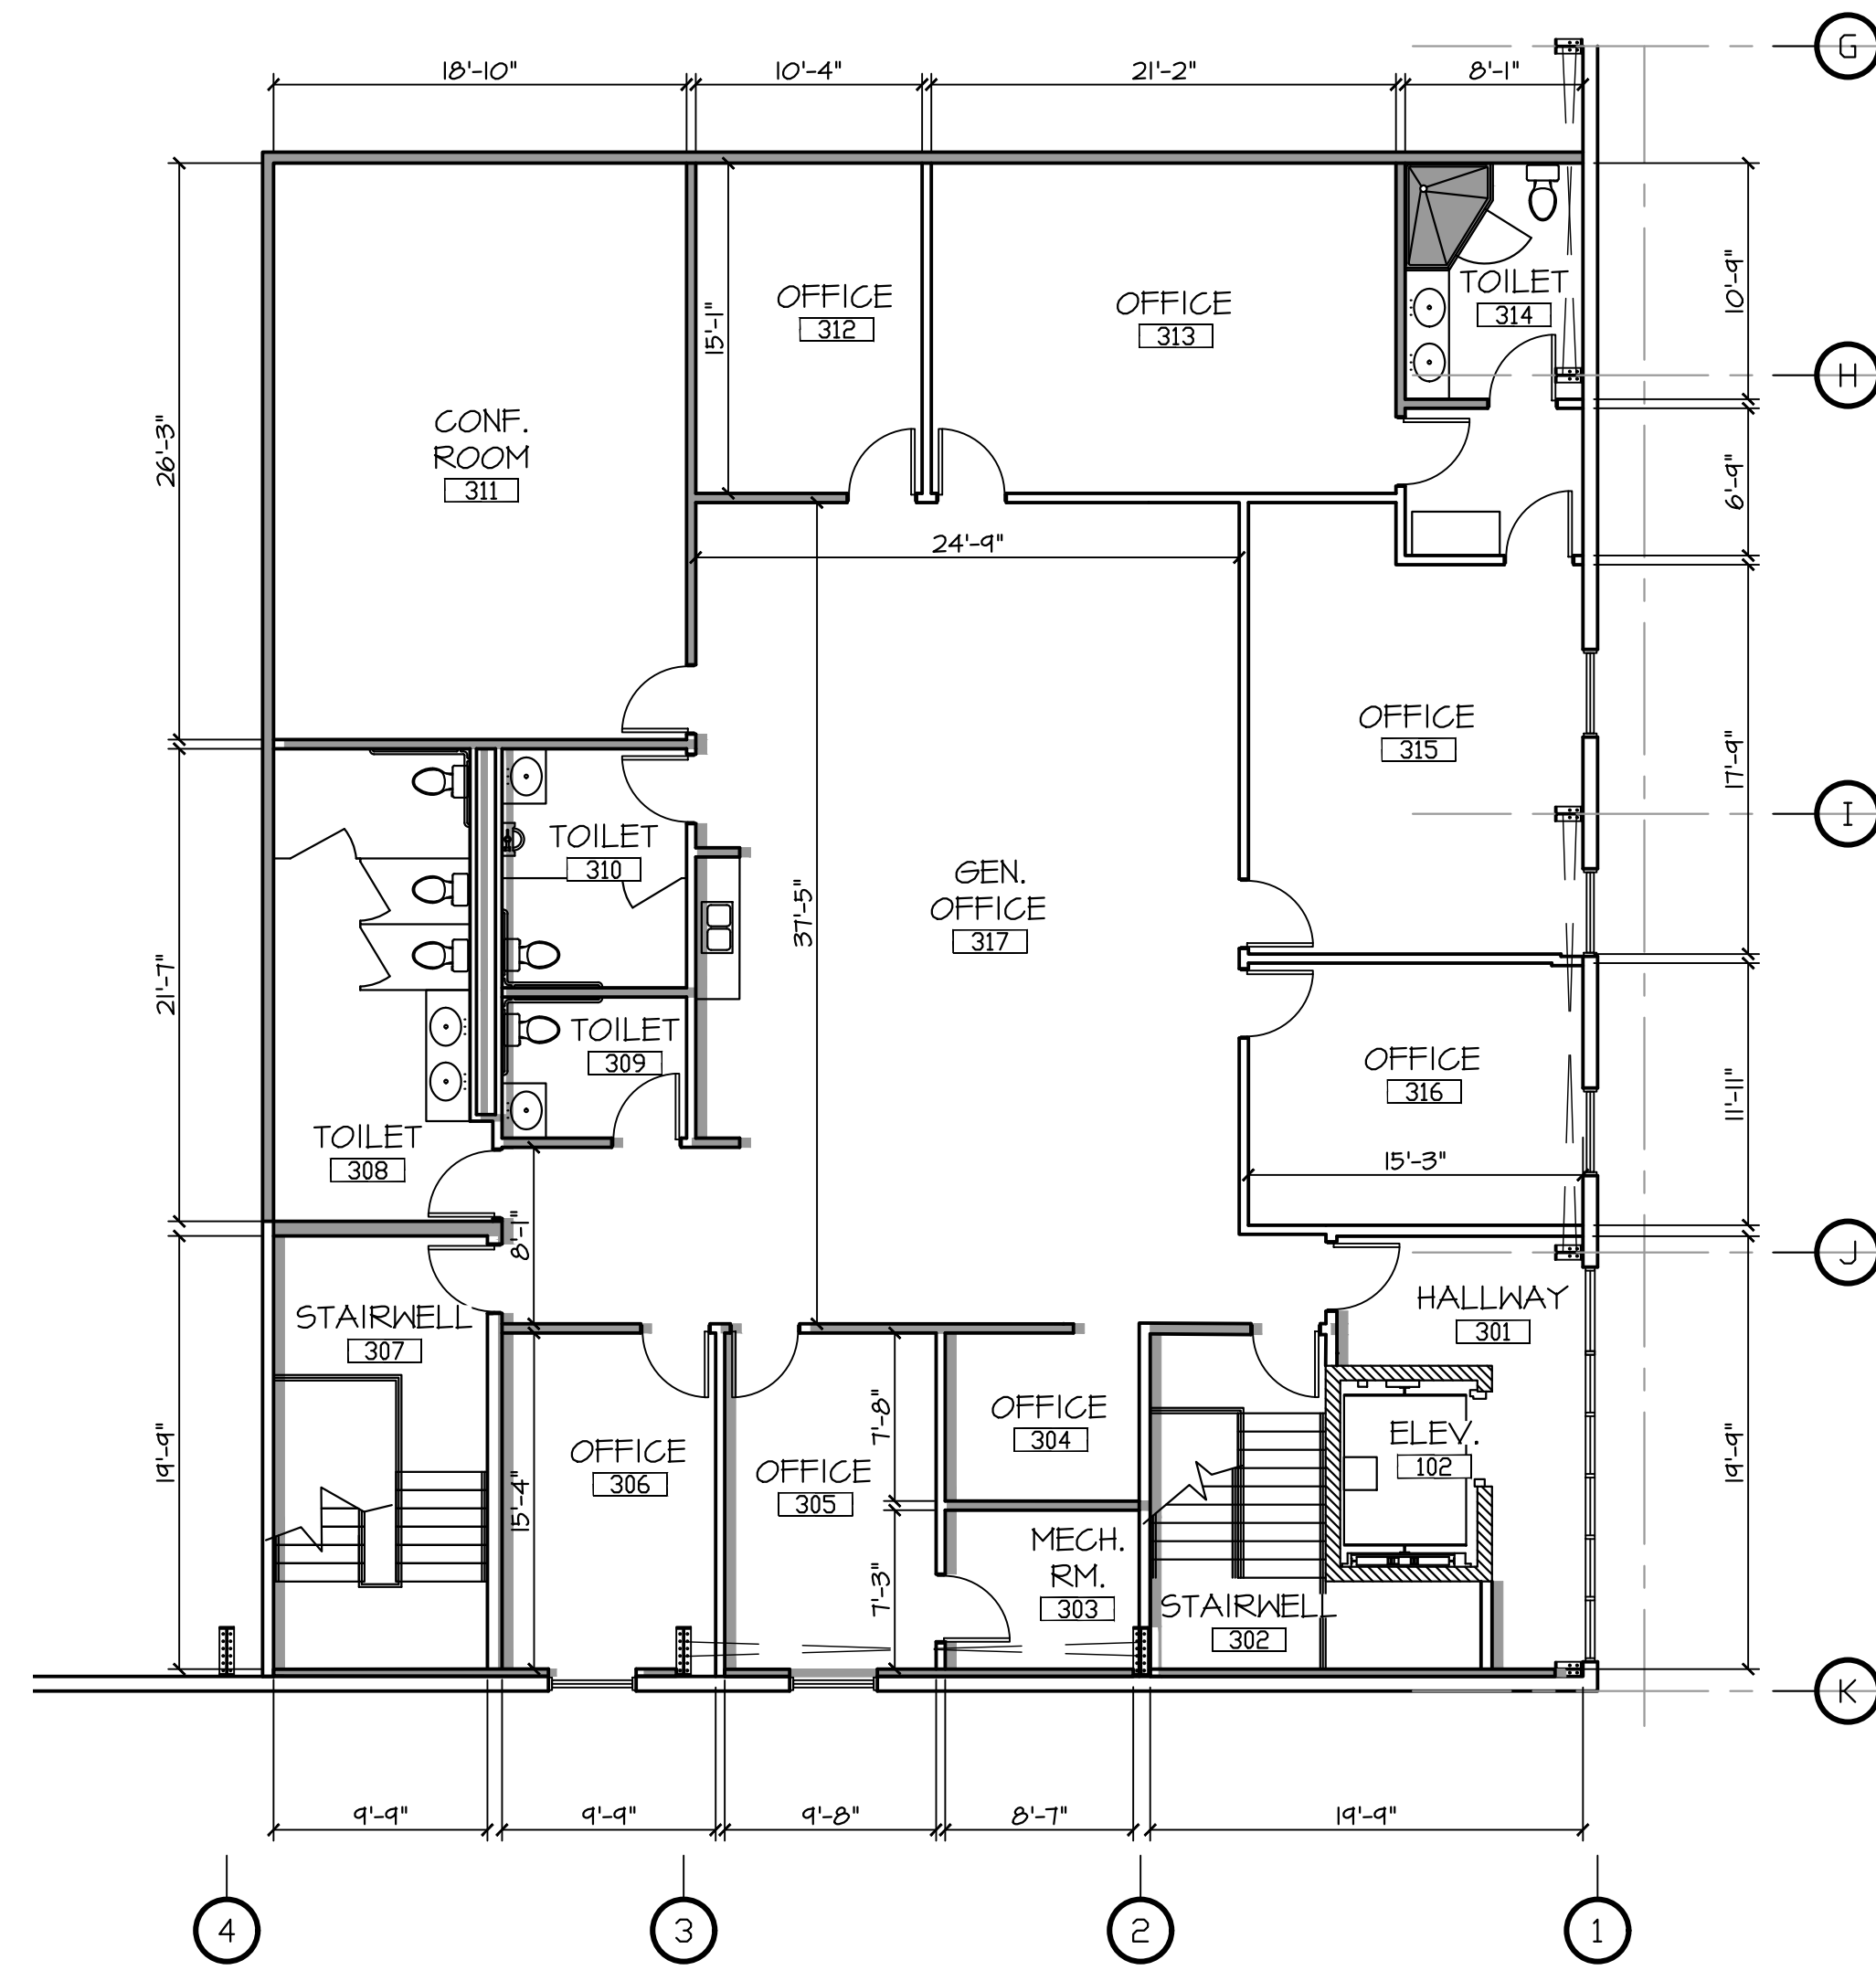 G
18'-10"
10'-4"
21'-2"
8'-1"
OFFICE
312
OFFICE
313
TOILET
314
15'-1"
10'-9"
H
CONF.
ROOM
311
26'-3"
6'-9"
24'-9"
OFFICE
315
17'-9"
I
TOILET
310
GEN.
OFFICE
317
37'-5"
21'-7"
TOILET
309
OFFICE
316
11'-11"
TOILET
308
15'-3"
8'-1"
J
STAIRWELL
307
HALLWAY
301
OFFICE
306
OFFICE
305
7'-8"
OFFICE
304
ELEV.
102
19'-9"
15'-4"
19'-9"
MECH.
RM.
303
7'-3"
STAIRWELL
302
K
9'-9"
9'-9"
9'-8"
8'-7"
19'-9"
4
3
2
1